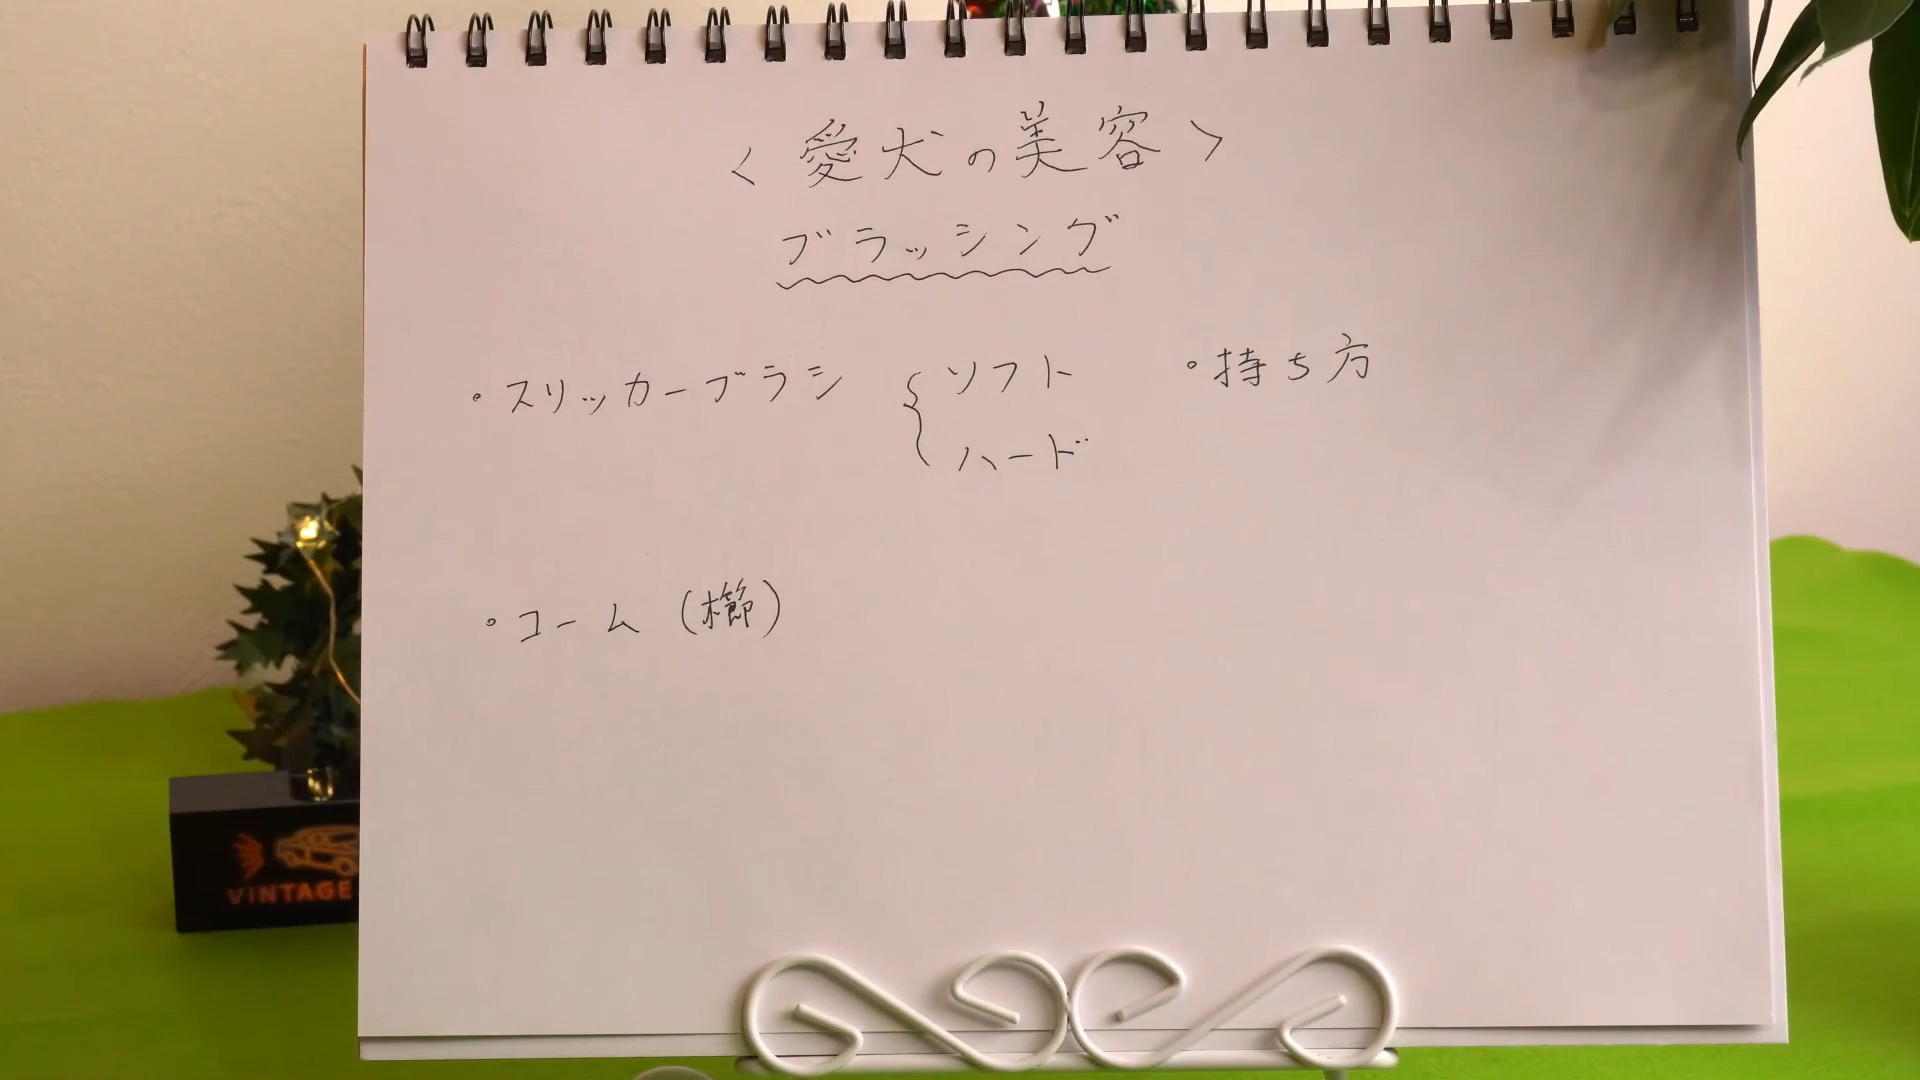 <愛犬の美容>
ブラッシング
・スリッカーブラシ { ソフト ・持ち方
ハード
・コーム (櫛)
VINTAGE